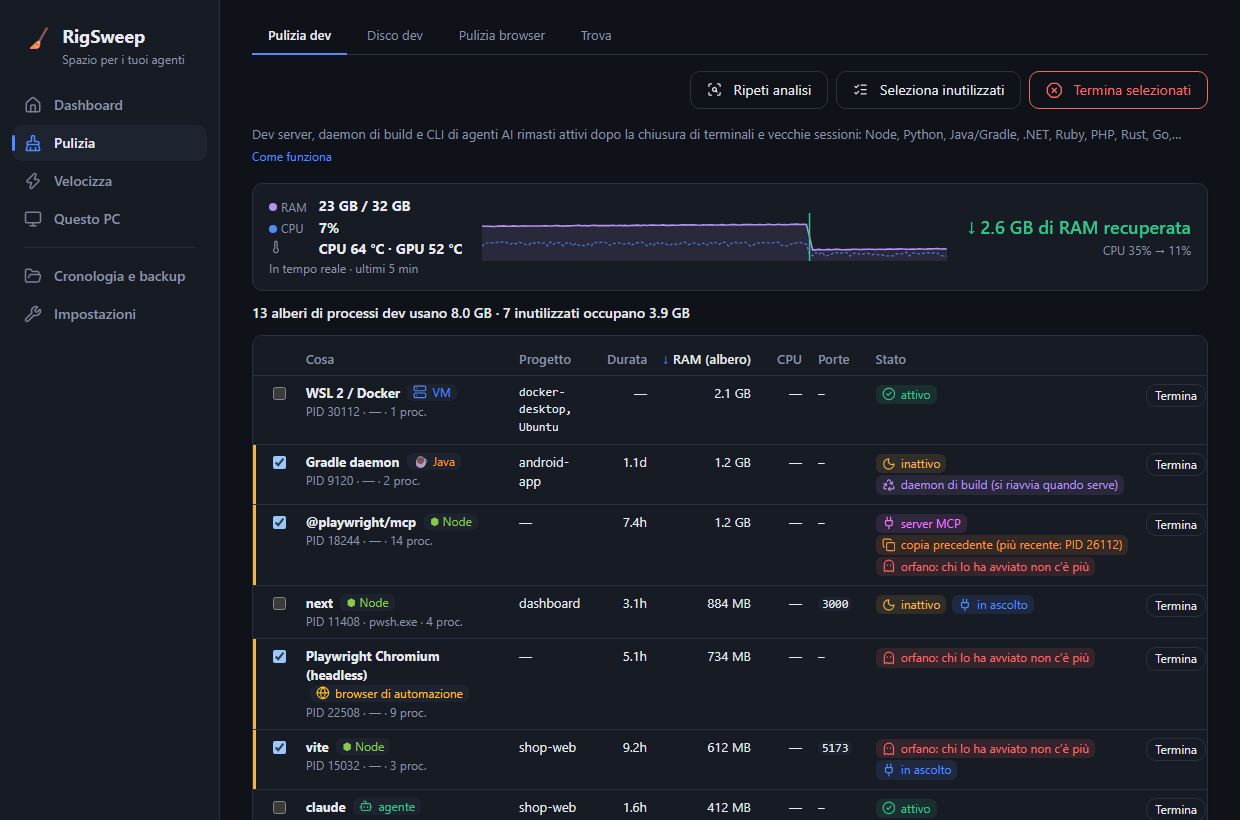 RigSweep
Spazio per i tuoi agenti
Dashboard
Pulizia
Velocizza
Questo PC
Cronologia e backup
Impostazioni
Pulizia dev
Disco dev
Pulizia browser
Trova
Ripeti analisi
Seleziona inutilizzati
Termina selezionati
Dev server, daemon di build e CLI di agenti AI rimasti attivi dopo la chiusura di terminali e vecchie sessioni: Node, Python, Java/Gradle, .NET, Ruby, PHP, Rust, Go,...
Come funziona
RAM 23 GB / 32 GB
CPU 7%
CPU 64 °C · GPU 52 °C
In tempo reale · ultimi 5 min
↓ 2.6 GB di RAM recuperata
CPU 35% → 11%
13 alberi di processi dev usano 8.0 GB · 7 inutilizzati occupano 3.9 GB
Cosa Progetto Durata ↓ RAM (albero) CPU Porte Stato
WSL 2 / Docker VM docker-desktop, Ubuntu — 2.1 GB — – attivo Termina
PID 30112 · — · 1 proc.
Gradle daemon Java android-app 1.1d 1.2 GB — – inattivo Termina
PID 9120 · — · 2 proc. daemon di build (si riavvia quando serve)
@playwright/mcp Node — 7.4h 1.2 GB — – server MCP Termina
PID 18244 · — · 14 proc. copia precedente (più recente: PID 26112)
orfano: chi lo ha avviato non c'è più
next Node dashboard 3.1h 884 MB — 3000 inattivo in ascolto Termina
PID 11408 · pwsh.exe · 4 proc.
Playwright Chromium — 5.1h 734 MB — – orfano: chi lo ha avviato non c'è più Termina
(headless)
browser di automazione
PID 22508 · — · 9 proc.
vite Node shop-web 9.2h 612 MB — 5173 orfano: chi lo ha avviato non c'è più Termina
PID 15032 · — · 3 proc. in ascolto
claude agente shop-web 1.6h 412 MB — – attivo Termina